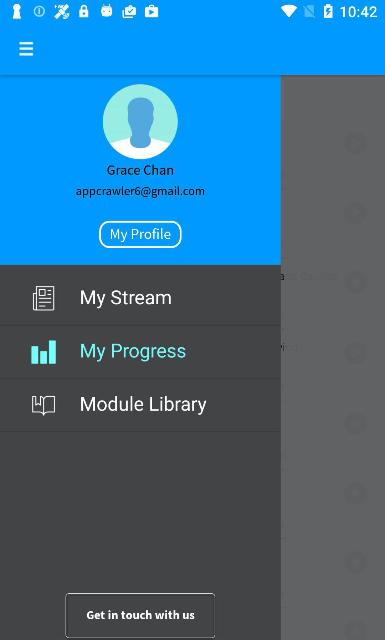 10:42
Grace Chan
appcrawler6@gmail.com
My Profile
My Stream
My Progress
Module Library
Get in touch with us